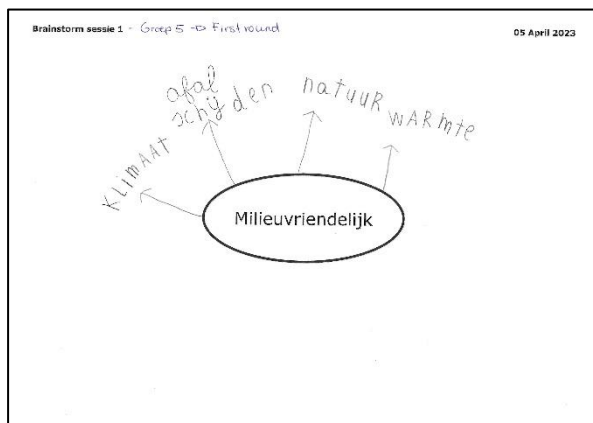 Brainstorm sessie 1 - Groep 5 -> First round
05 April 2023
KLimAAT
afal
schijden
natuuR
wARmte
Milieuvriendelijk